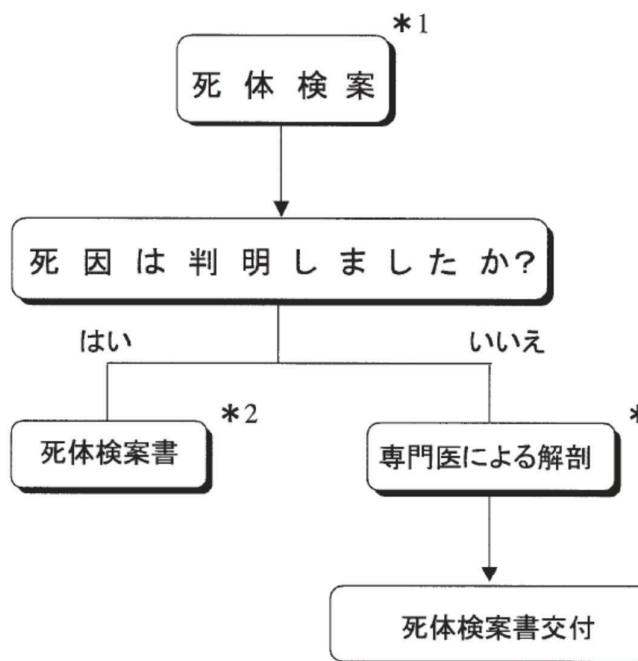 *1
死体検案
死因は判明しましたか?
はい
いいえ
死体検案書
*2
専門医による解剖
*
死体検案書交付